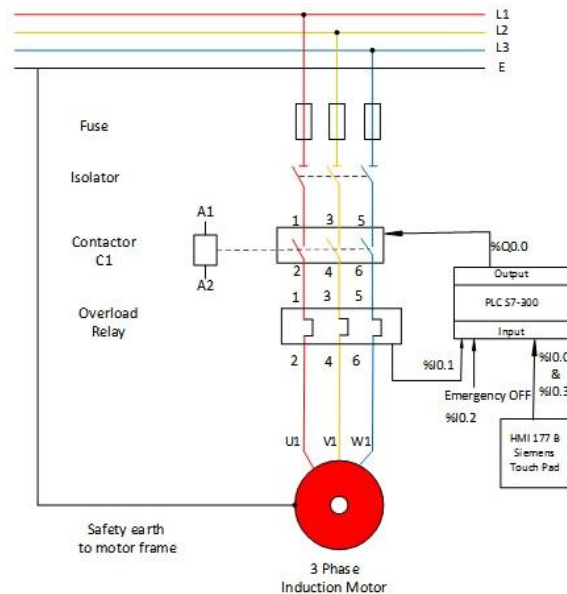 L1
L2
L3
E
Fuse
Isolator
A1
1 3 5
Contactor
C1
%Q0.0
A2
2 4 6
Output
PLC S7-300
Input
1 3 5
Overload
Relay
2 4 6
%I0.1
%I0.0
&
%I0.3
Emergency OFF
%I0.2
HMI 177 B
Siemens
Touch Pad
U1 V1 W1
Safety earth
to motor frame
3 Phase
Induction Motor